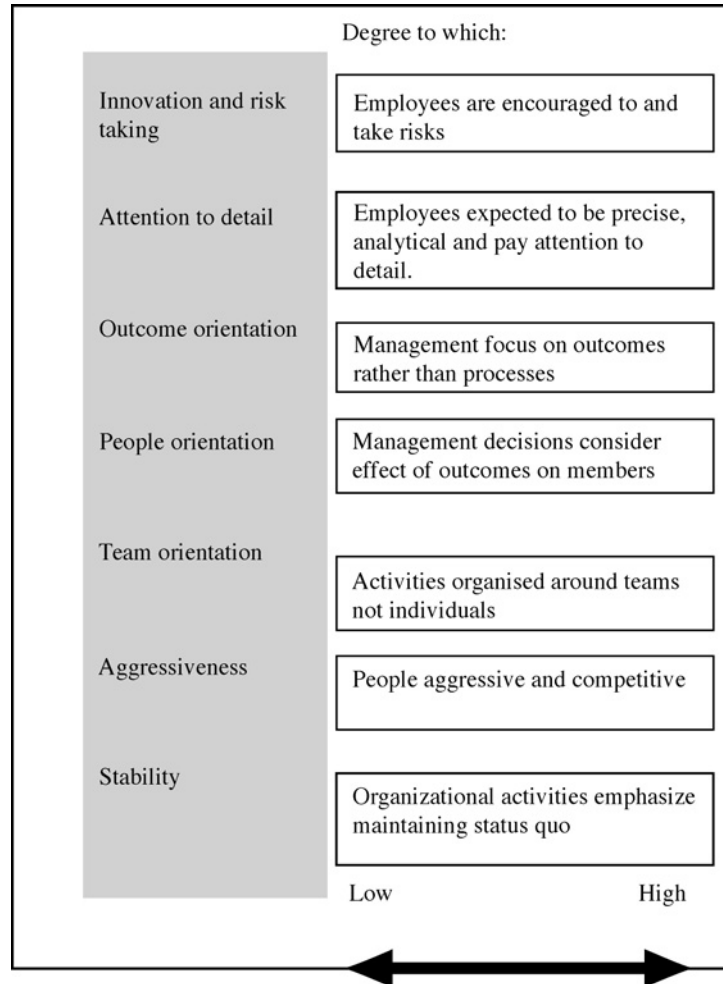 Degree to which:
Innovation and risk
taking
Employees are encouraged to and
take risks
Attention to detail
Employees expected to be precise,
analytical and pay attention to
detail.
Outcome orientation
Management focus on outcomes
rather than processes
People orientation
Management decisions consider
effect of outcomes on members
Team orientation
Activities organised around teams
not individuals
Aggressiveness
People aggressive and competitive
Stability
Organizational activities emphasize
maintaining status quo
Low
High